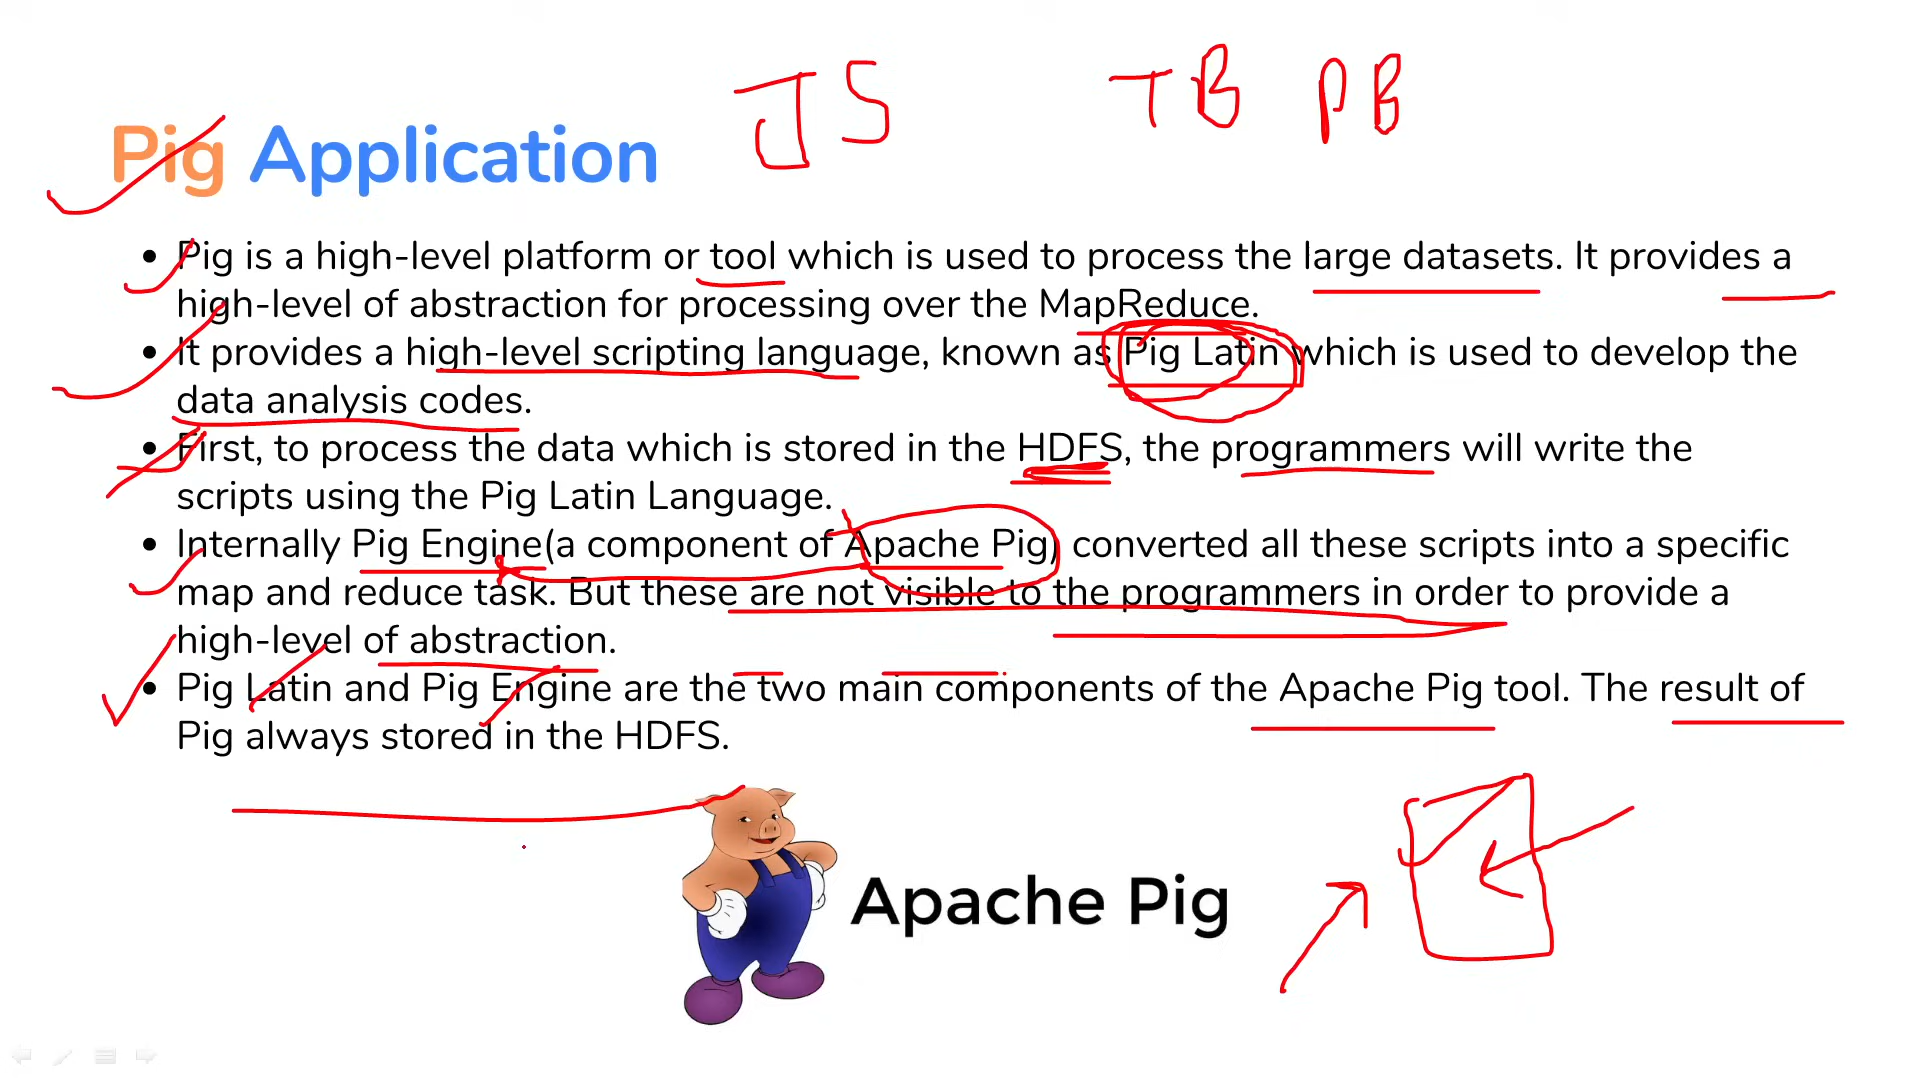 JS TB PB
Pig Application
• Pig is a high-level platform or tool which is used to process the large datasets. It provides a
high-level of abstraction for processing over the MapReduce.
• It provides a high-level scripting language, known as Pig Latin which is used to develop the
data analysis codes.
• First, to process the data which is stored in the HDFS, the programmers will write the
scripts using the Pig Latin Language.
• Internally Pig Engine(a component of Apache Pig) converted all these scripts into a specific
map and reduce task. But these are not visible to the programmers in order to provide a
high-level of abstraction.
• Pig Latin and Pig Engine are the two main components of the Apache Pig tool. The result of
Pig always stored in the HDFS.
Apache Pig